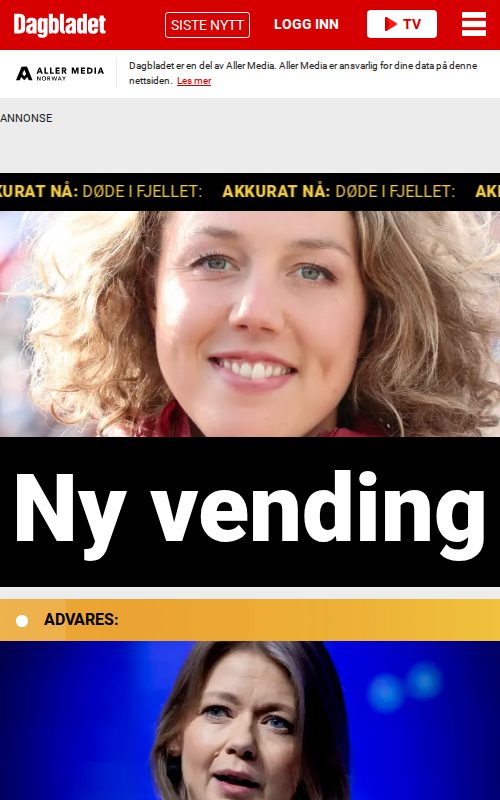 Dagbladet
SISTE NYTT
LOGG INN
TV
ALLER MEDIA
NORWAY
Dagbladet er en del av Aller Media. Aller Media er ansvarlig for dine data på denne
nettsiden. Les mer
ANNONSE
KURAT NÅ: DØDE I FJELLET: AKKURAT NÅ: DØDE I FJELLET: AK
Ny vending
ADVARES: